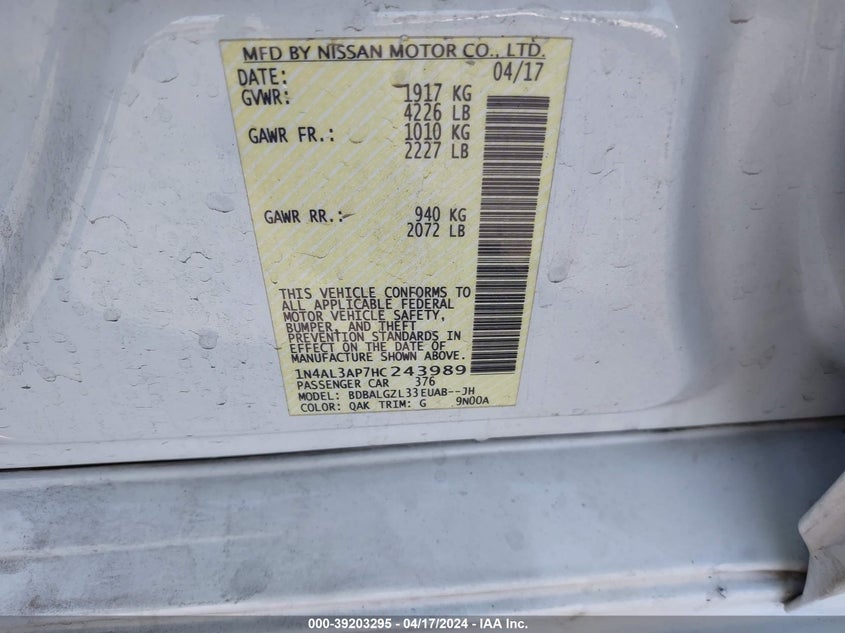 MFD BY NISSAN MOTOR CO., LTD.
DATE: 04/17
GVWR: 1917 KG
4226 LB
GAWR FR.: 1010 KG
2227 LB
GAWR RR.: 940 KG
2072 LB
THIS VEHICLE CONFORMS TO
ALL APPLICABLE FEDERAL
MOTOR VEHICLE SAFETY,
BUMPER, AND THEFT
PREVENTION STANDARDS IN
EFFECT ON THE DATE OF
MANUFACTURE SHOWN ABOVE.
1N4AL3AP7HC243989
PASSENGER CAR 376
MODEL: BDBALGZL33EUAB--JH
COLOR: QAK TRIM: G 9N00A
000-39203295 - 04/17/2024 - IAA, Inc.